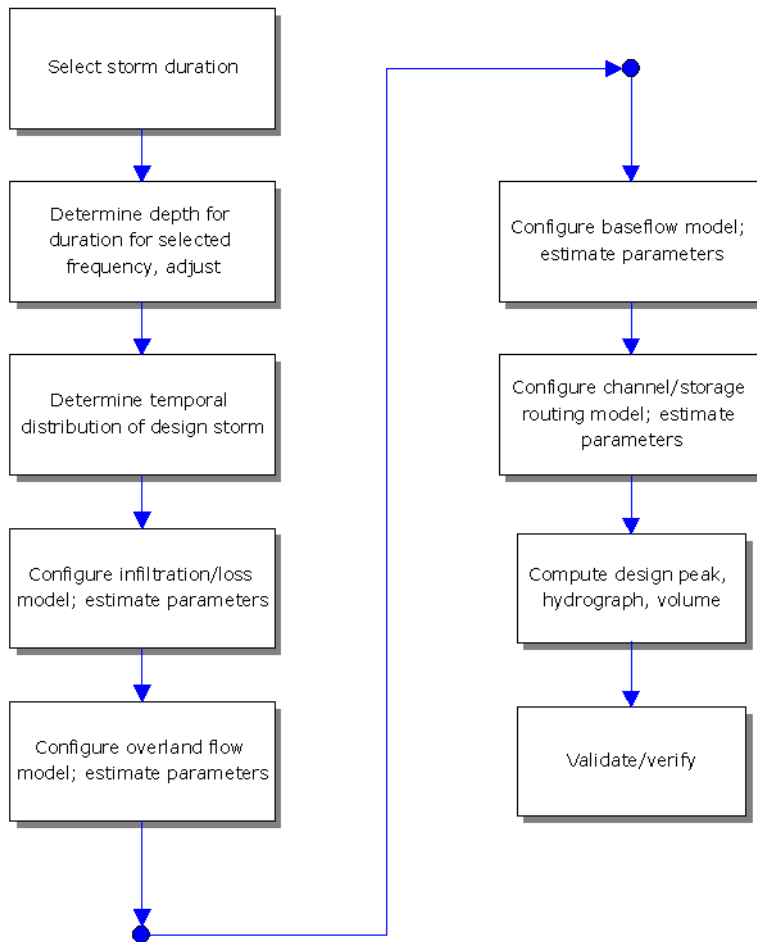 Select storm duration
Determine depth for
duration for selected
frequency, adjust
Determine temporal
distribution of design storm
Configure infiltration/loss
model; estimate parameters
Configure overland flow
model; estimate parameters
Configure baseflow model;
estimate parameters
Configure channel/storage
routing model; estimate
parameters
Compute design peak,
hydrograph, volume
Validate/verify